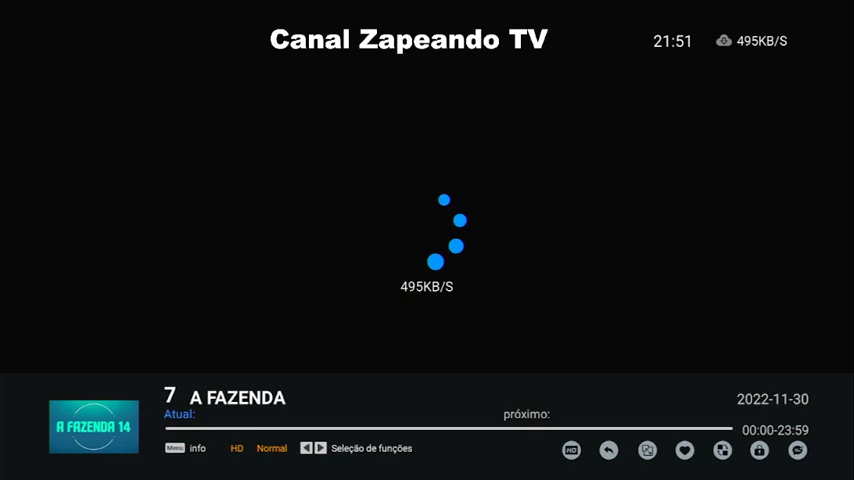 Canal Zapeando TV
21:51
495KB/S
495KB/S
7 A FAZENDA
2022-11-30
Atual:
próximo:
00:00-23:59
A FAZENDA 14
Menu info HD Normal Seleção de funções
HD